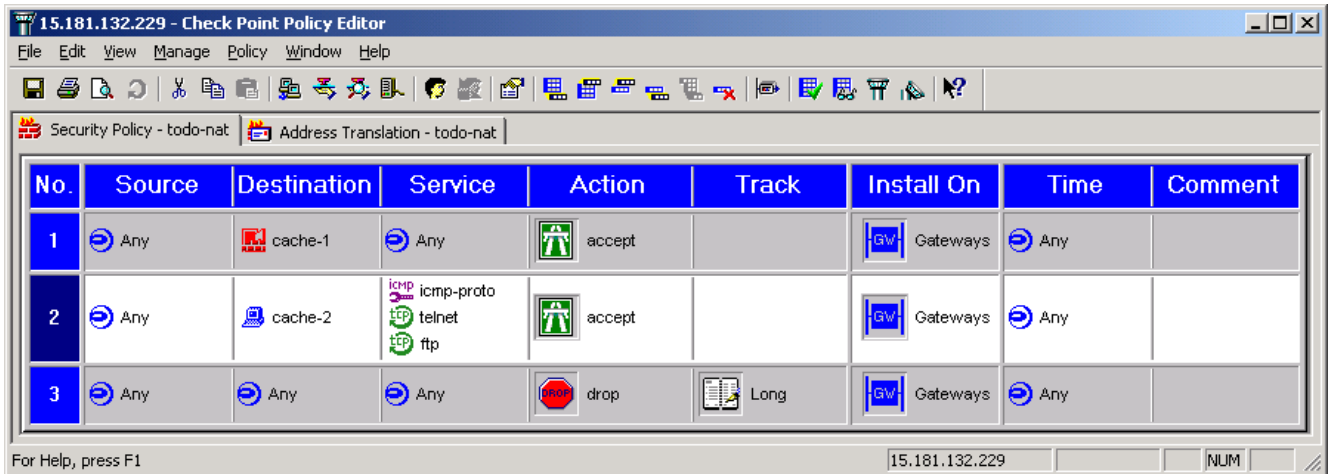 15.181.132.229 - Check Point Policy Editor
File Edit View Manage Policy Window Help
Security Policy - todo-nat Address Translation - todo-nat
No. Source Destination Service Action Track Install On Time Comment
1 Any cache-1 Any accept GW Gateways Any
icmp icmp-proto
2 Any cache-2 TCP telnet accept GW Gateways Any
TCP ftp
3 Any Any Any DROP drop Long GW Gateways Any
For Help, press F1 15.181.132.229 NUM